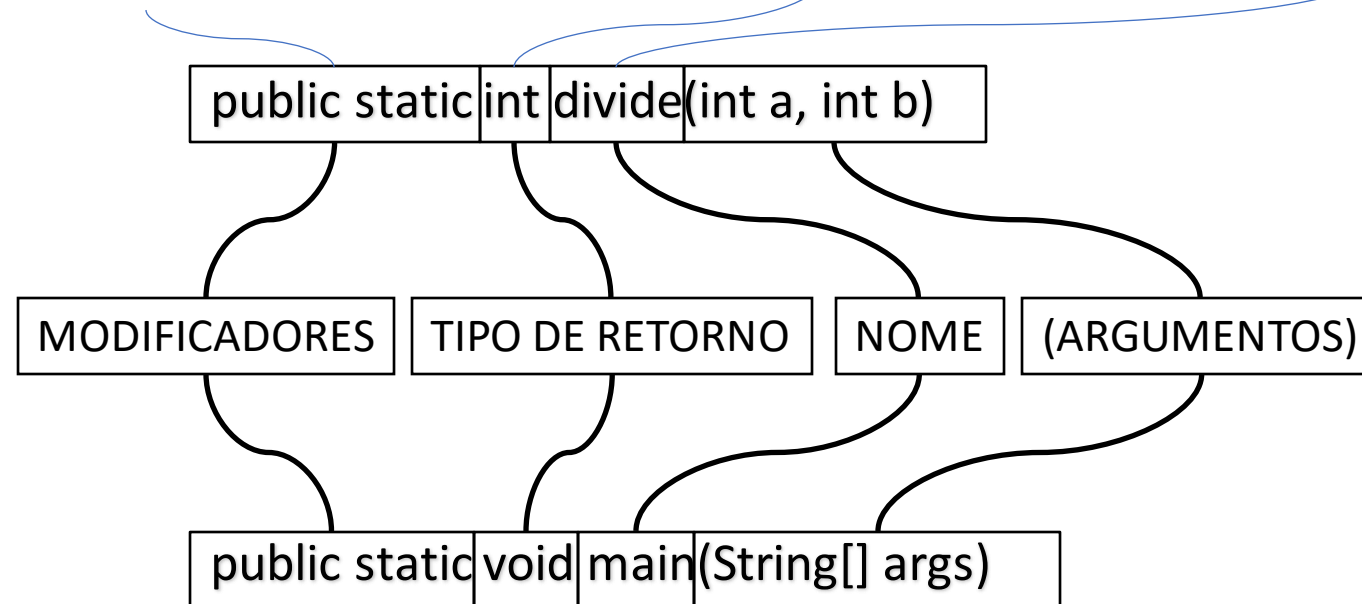 public static int divide(int a, int b)
MODIFICADORES TIPO DE RETORNO NOME (ARGUMENTOS)
public static void main(String[] args)